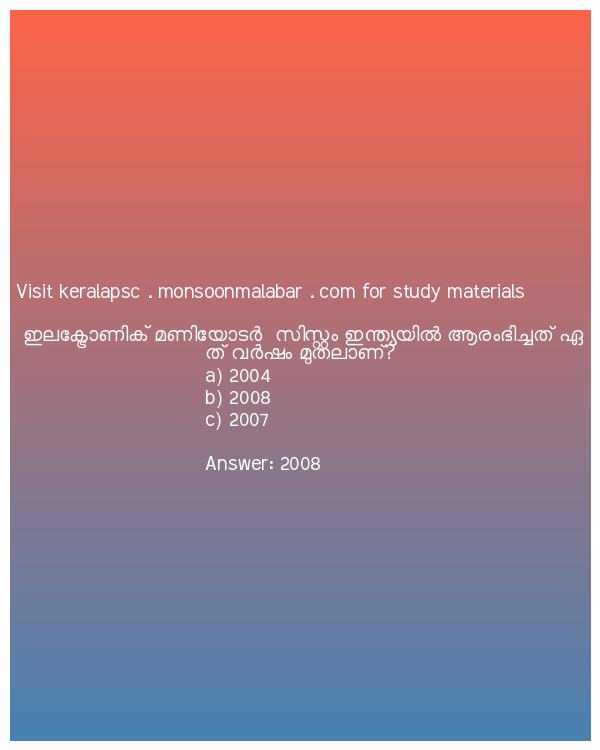 Visit keralapsc . monsoonmalabar . com for study materials
ഇലക്ട്രോണിക് മണിയോടർ സിസ്റ്റം ഇന്ത്യയിൽ ആരംഭിച്ചത് ഏ
ത് വർഷം മുതലാണ്?
a) 2004
b) 2008
c) 2007
Answer: 2008